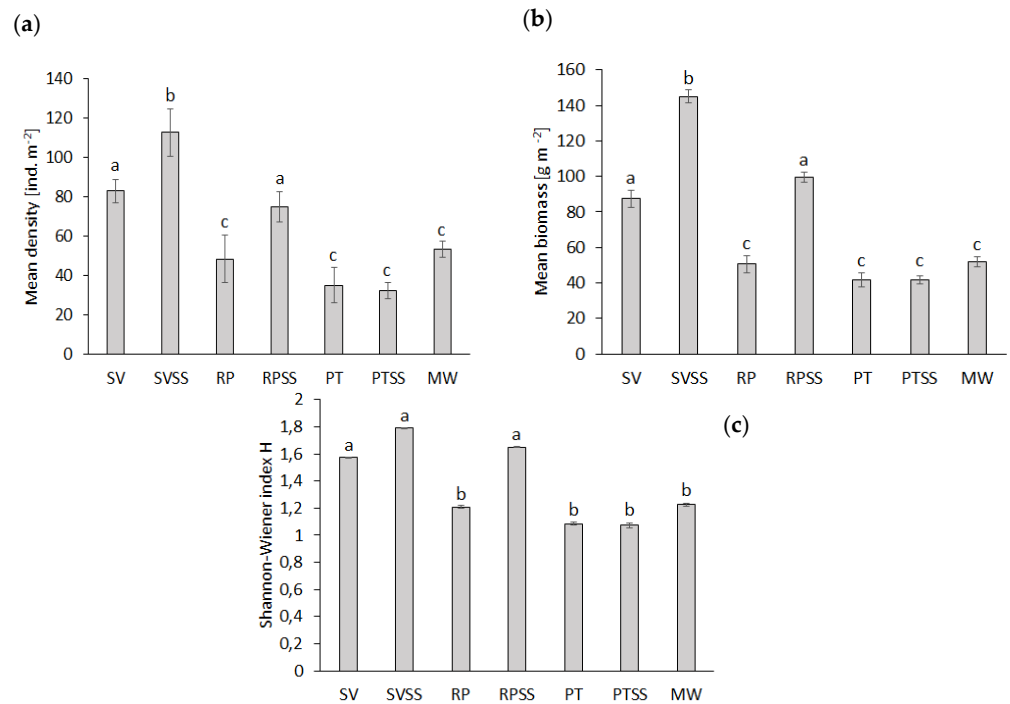 (a)
Mean density [ind. m⁻²]
140
120
100
80
60
40
20
0
a
b
c
a
c
c
c
SV SVSS RP RPSS PT PTSS MW
(b)
Mean biomass [g m ⁻²]
160
140
120
100
80
60
40
20
0
a
b
c
a
c
c
c
SV SVSS RP RPSS PT PTSS MW
(c)
Shannon-Wiener index H
2
1,8
1,6
1,4
1,2
1
0,8
0,6
0,4
0,2
0
a
a
b
a
b
b
b
SV SVSS RP RPSS PT PTSS MW